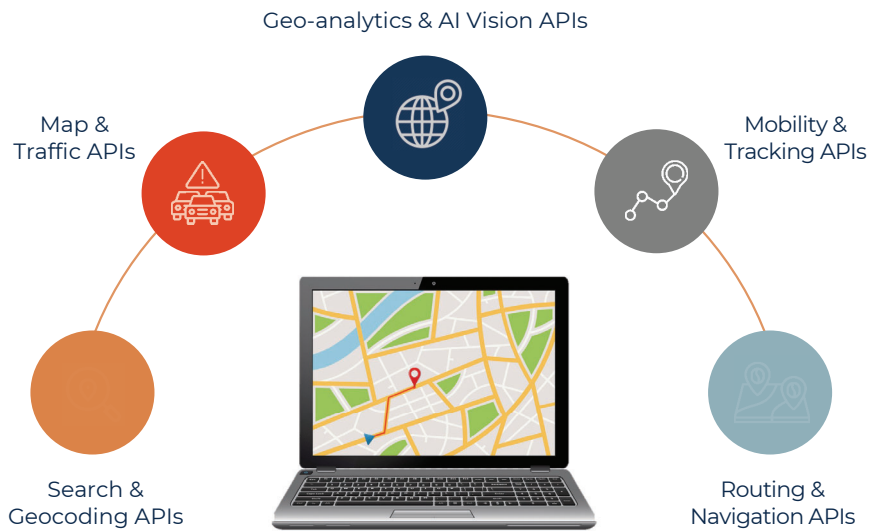 Geo-analytics & AI Vision APIs
Map &
Traffic APIs
Mobility &
Tracking APIs
Search &
Geocoding APIs
Routing &
Navigation APIs